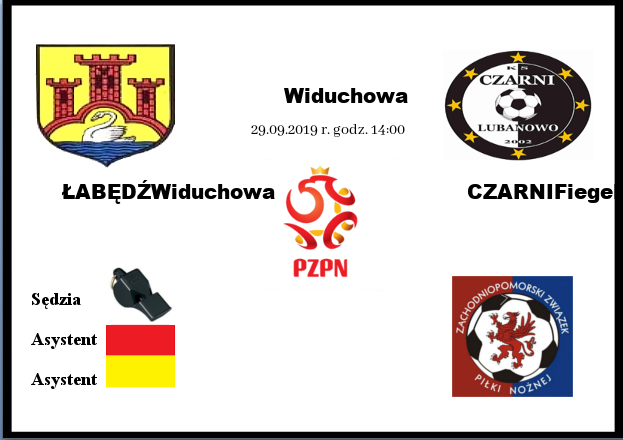 Widuchowa
29.09.2019 r. godz. 14:00
KS
CZARNI
LUBANOWO
2002
ŁABĘDŹWiduchowa
CZARNIFiegel
PZPN
Sędzia
Asystent
Asystent
ZACHODNIOPOMORSKI ZWIĄZEK
PIŁKI NOŻNEJ